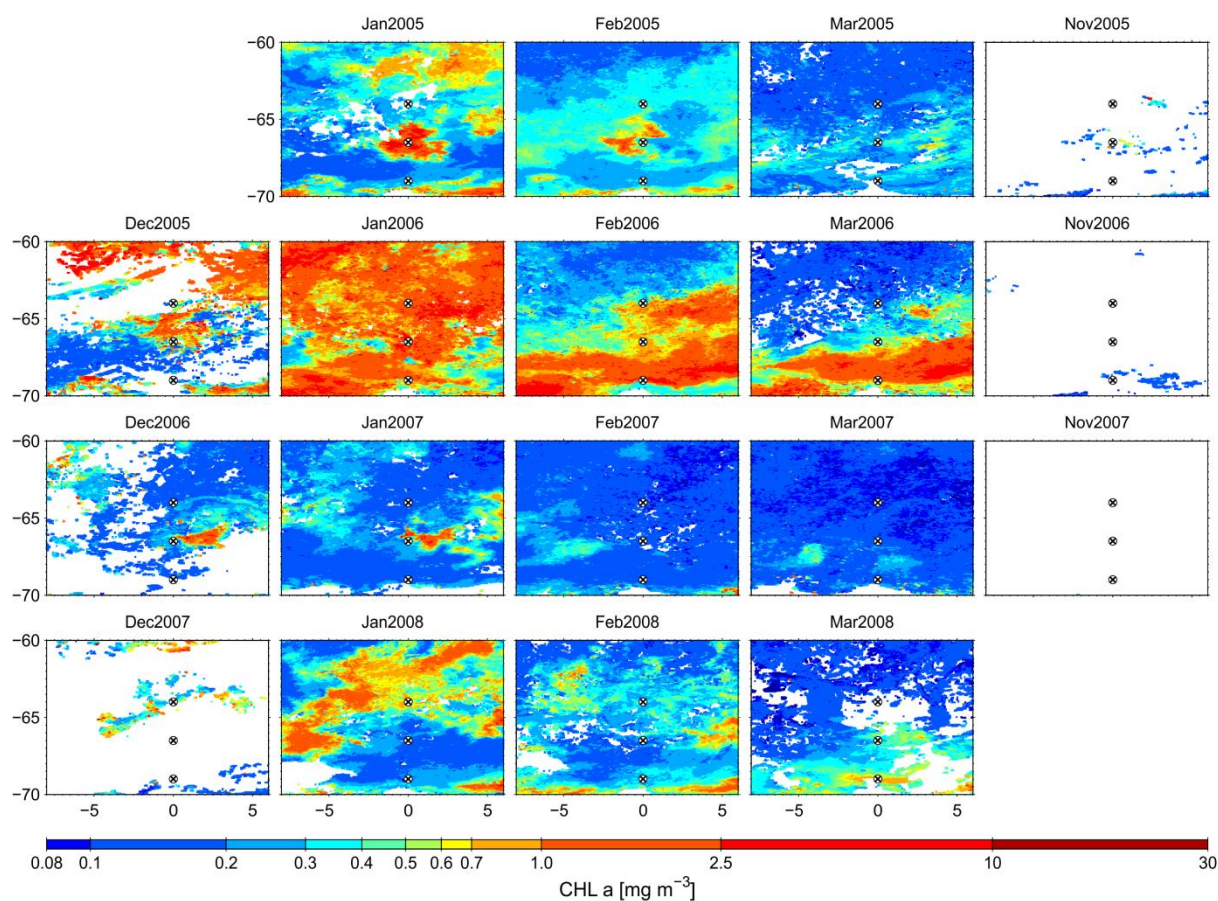 Jan2005 Feb2005 Mar2005 Nov2005
−60
−65
−70
Dec2005 Jan2006 Feb2006 Mar2006 Nov2006
−60
−65
−70
Dec2006 Jan2007 Feb2007 Mar2007 Nov2007
−60
−65
−70
Dec2007 Jan2008 Feb2008 Mar2008
−60
−65
−70
−5 0 5 −5 0 5 −5 0 5 −5 0 5
0.08 0.1 0.2 0.3 0.4 0.5 0.6 0.7 1.0 2.5 10 30
CHL a [mg m⁻³]